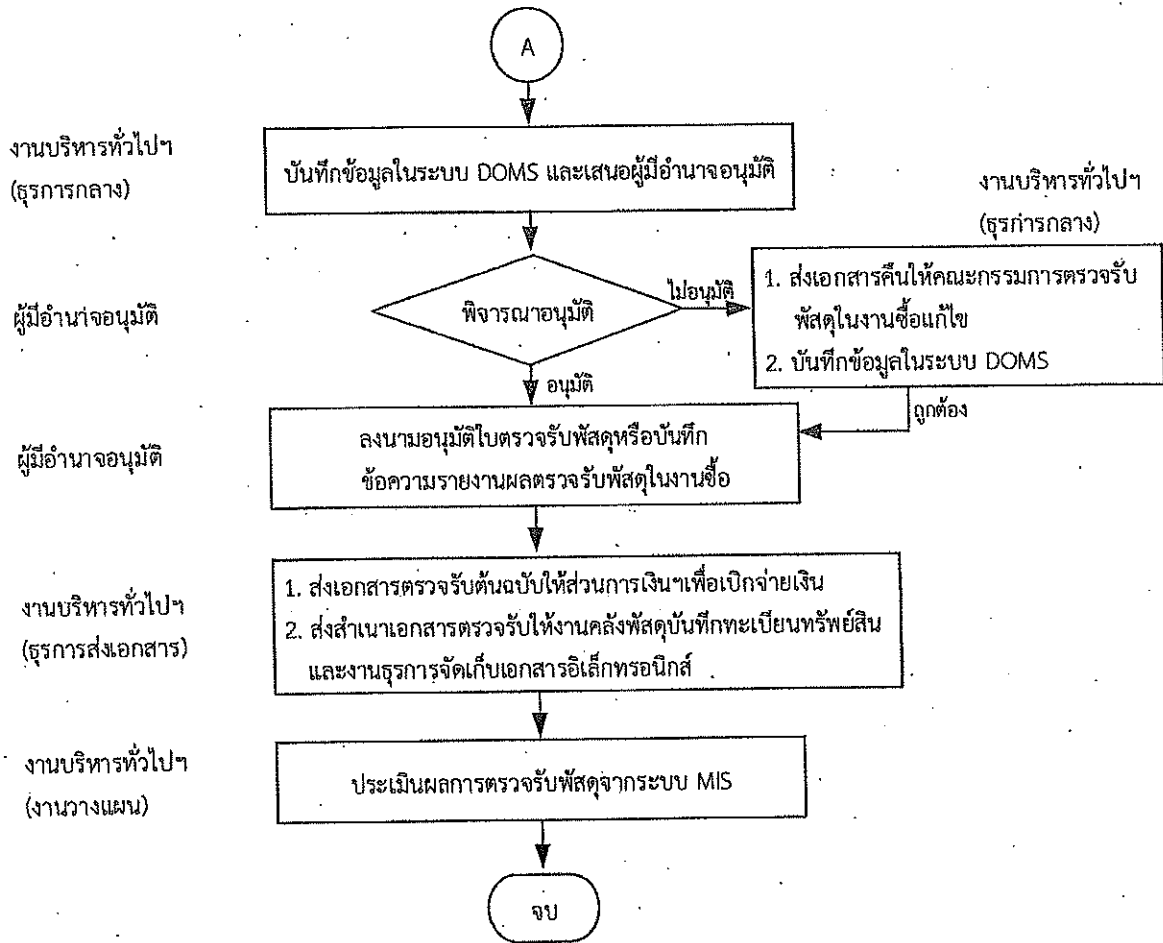 A
งานบริหารทั่วไปฯ
(ธุรการกลาง)
บันทึกข้อมูลในระบบ DOMS และเสนอผู้มีอำนาจอนุมัติ
งานบริหารทั่วไปฯ
(ธุรการกลาง)
ผู้มีอำนาจอนุมัติ
พิจารณาอนุมัติ
ไม่อนุมัติ
1. ส่งเอกสารคืนให้คณะกรรมการตรวจรับ
พัสดุในงานซื้อแก้ไข
2. บันทึกข้อมูลในระบบ DOMS
อนุมัติ
ถูกต้อง
ผู้มีอำนาจอนุมัติ
ลงนามอนุมัติใบตรวจรับพัสดุหรือบันทึก
ข้อความรายงานผลตรวจรับพัสดุในงานซื้อ
งานบริหารทั่วไปฯ
(ธุรการส่งเอกสาร)
1. ส่งเอกสารตรวจรับต้นฉบับให้ส่วนการเงินฯเพื่อเบิกจ่ายเงิน
2. ส่งสำเนาเอกสารตรวจรับให้งานคลังพัสดุบันทึกทะเบียนทรัพย์สิน
และงานธุรการจัดเก็บเอกสารอิเล็กทรอนิกส์
งานบริหารทั่วไปฯ
(งานวางแผน)
ประเมินผลการตรวจรับพัสดุจากระบบ MIS
จบ